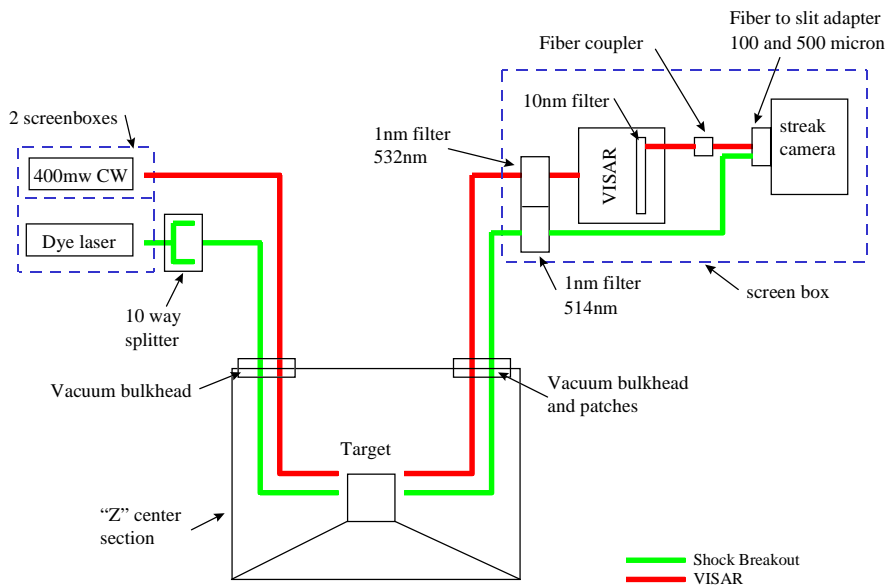 Fiber to slit adapter
100 and 500 micron
Fiber coupler
10nm filter
streak
camera
1nm filter
532nm
VISAR
2 screenboxes
400mw CW
Dye laser
10 way
splitter
1nm filter
514nm
screen box
Vacuum bulkhead
Vacuum bulkhead
and patches
Target
“Z” center
section
Shock Breakout
VISAR